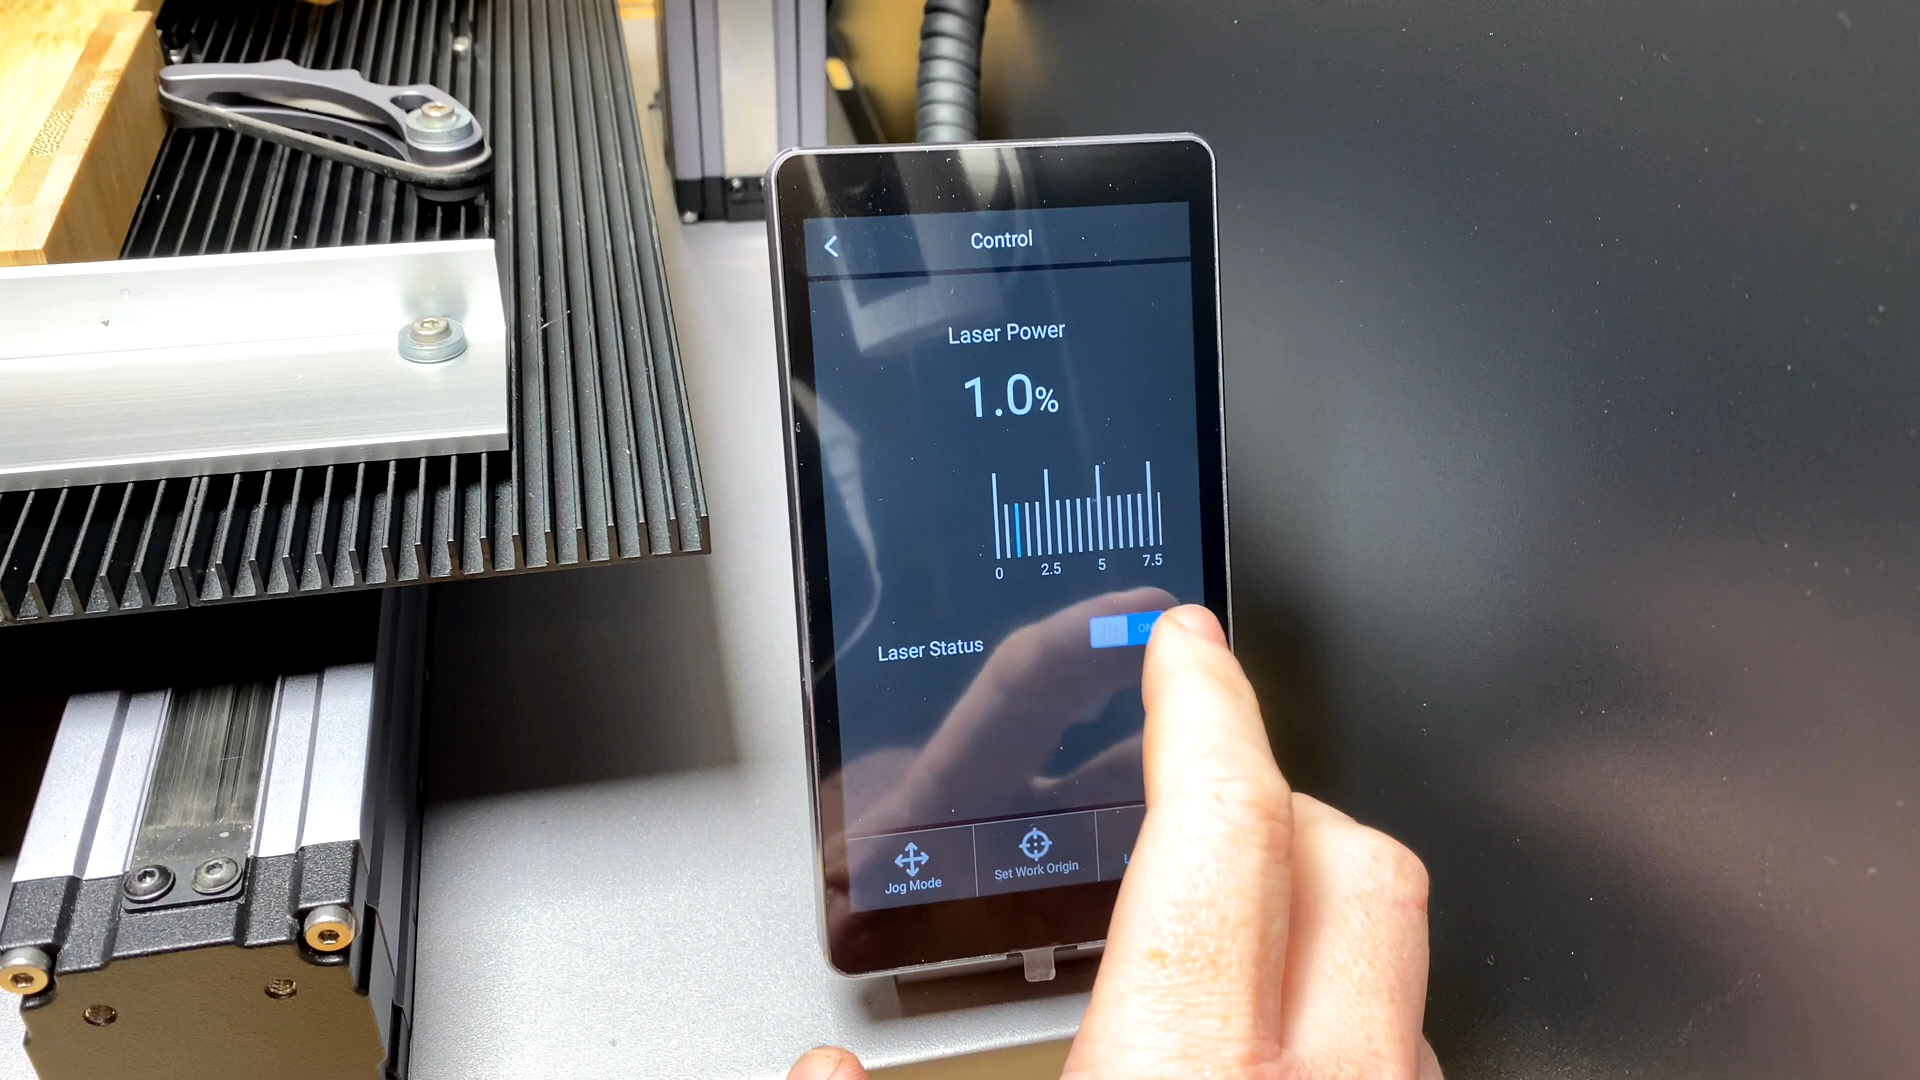 Control
Laser Power
1.0%
0 2.5 5 7.5
Laser Status
Jog Mode
Set Work Origin